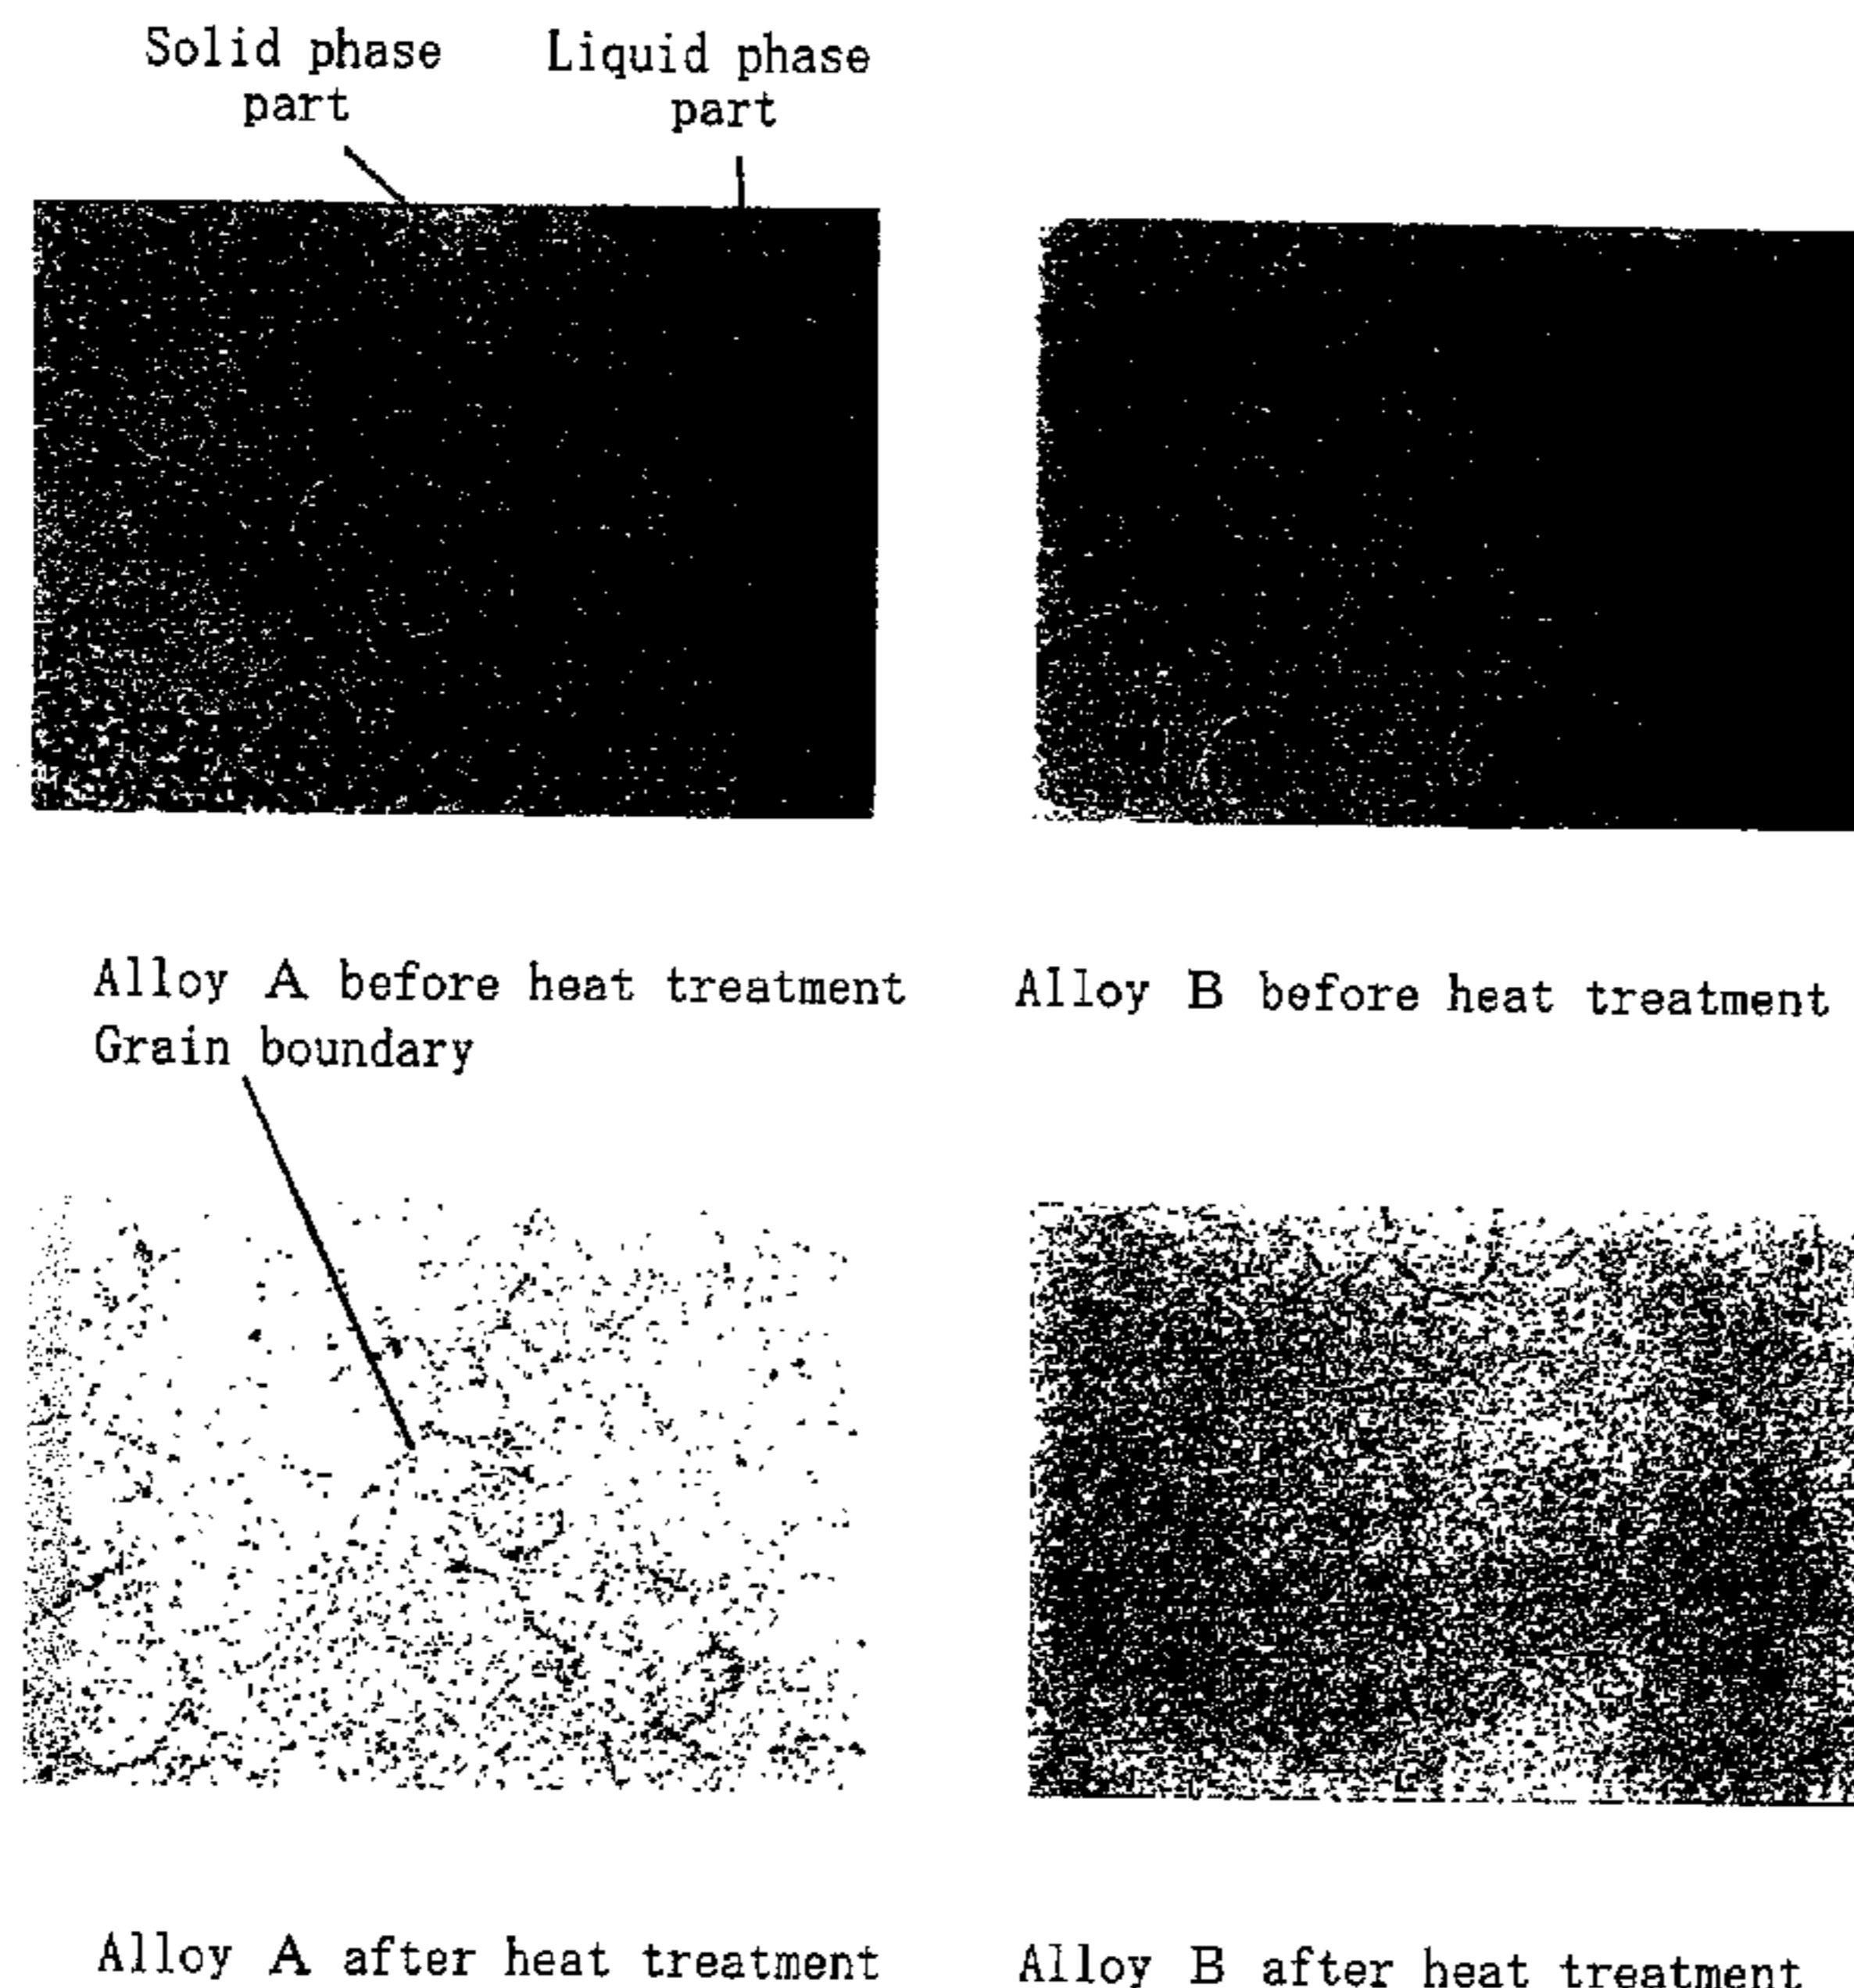 Solid phase
part
Liquid phase
part
Alloy A before heat treatment
Alloy B before heat treatment
Grain boundary
Alloy A after heat treatment
Alloy B after heat treatment